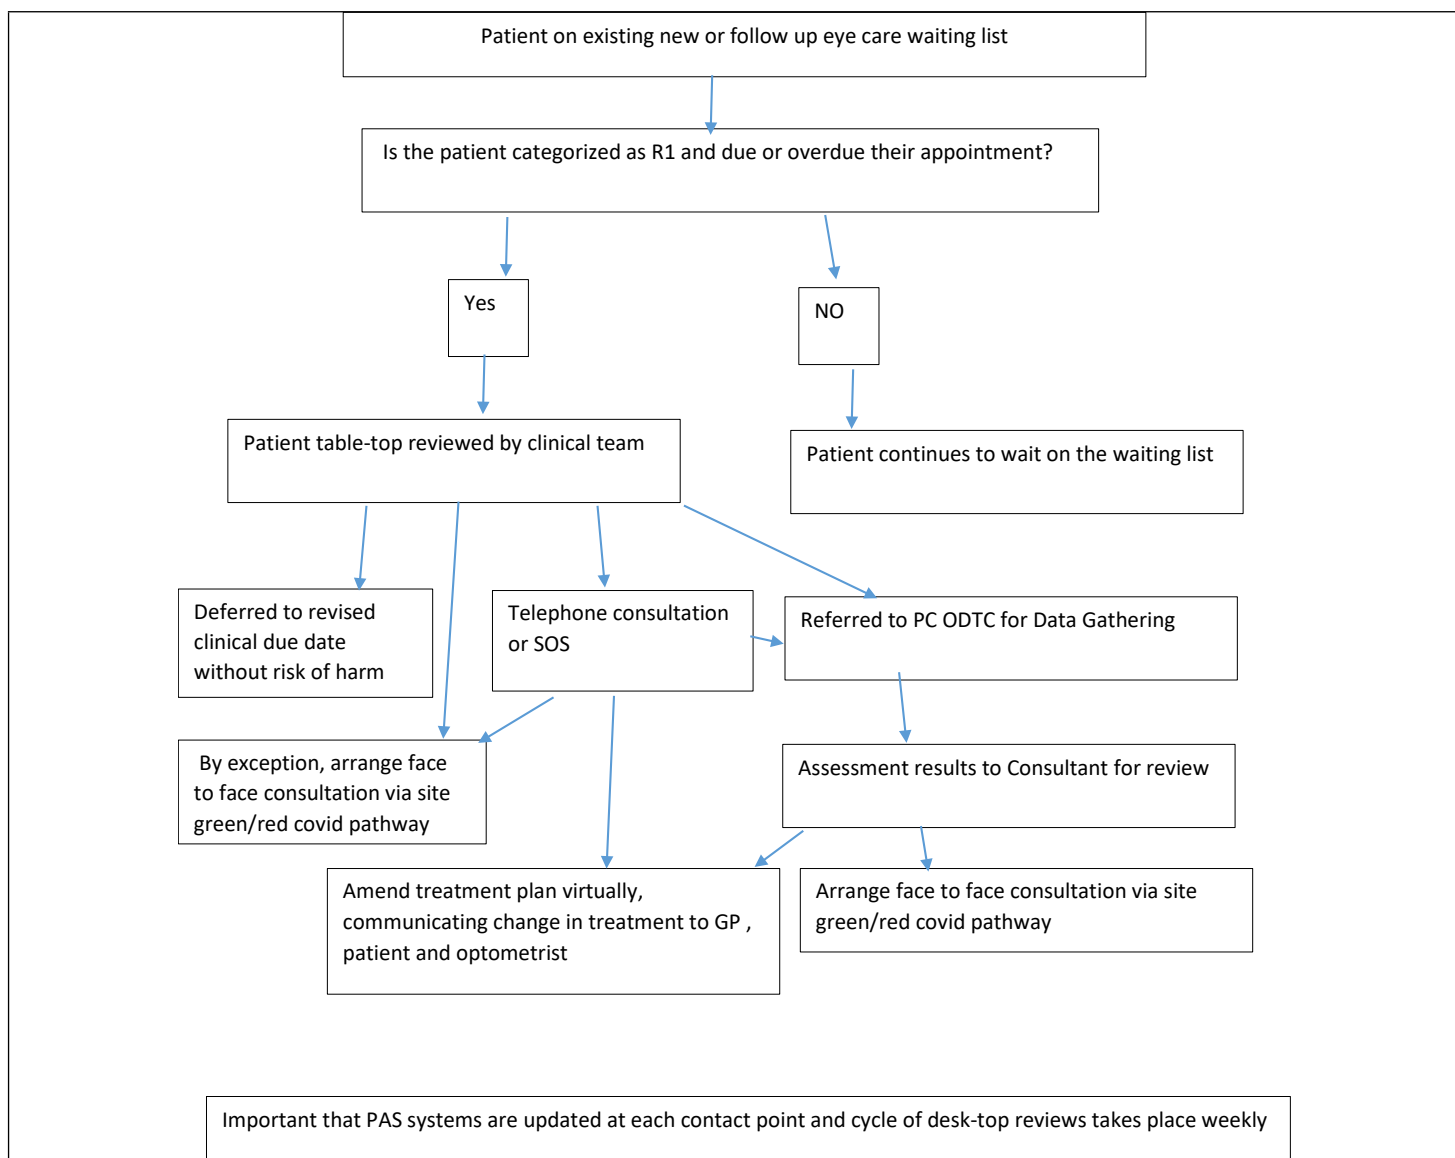 Patient on existing new or follow up eye care waiting list
Is the patient categorized as R1 and due or overdue their appointment?
Yes
NO
Patient table-top reviewed by clinical team
Patient continues to wait on the waiting list
Deferred to revised
clinical due date
without risk of harm
Telephone consultation
or SOS
Referred to PC ODTC for Data Gathering
By exception, arrange face
to face consultation via site
green/red covid pathway
Assessment results to Consultant for review
Amend treatment plan virtually,
communicating change in treatment to GP ,
patient and optometrist
Arrange face to face consultation via site
green/red covid pathway
Important that PAS systems are updated at each contact point and cycle of desk-top reviews takes place weekly